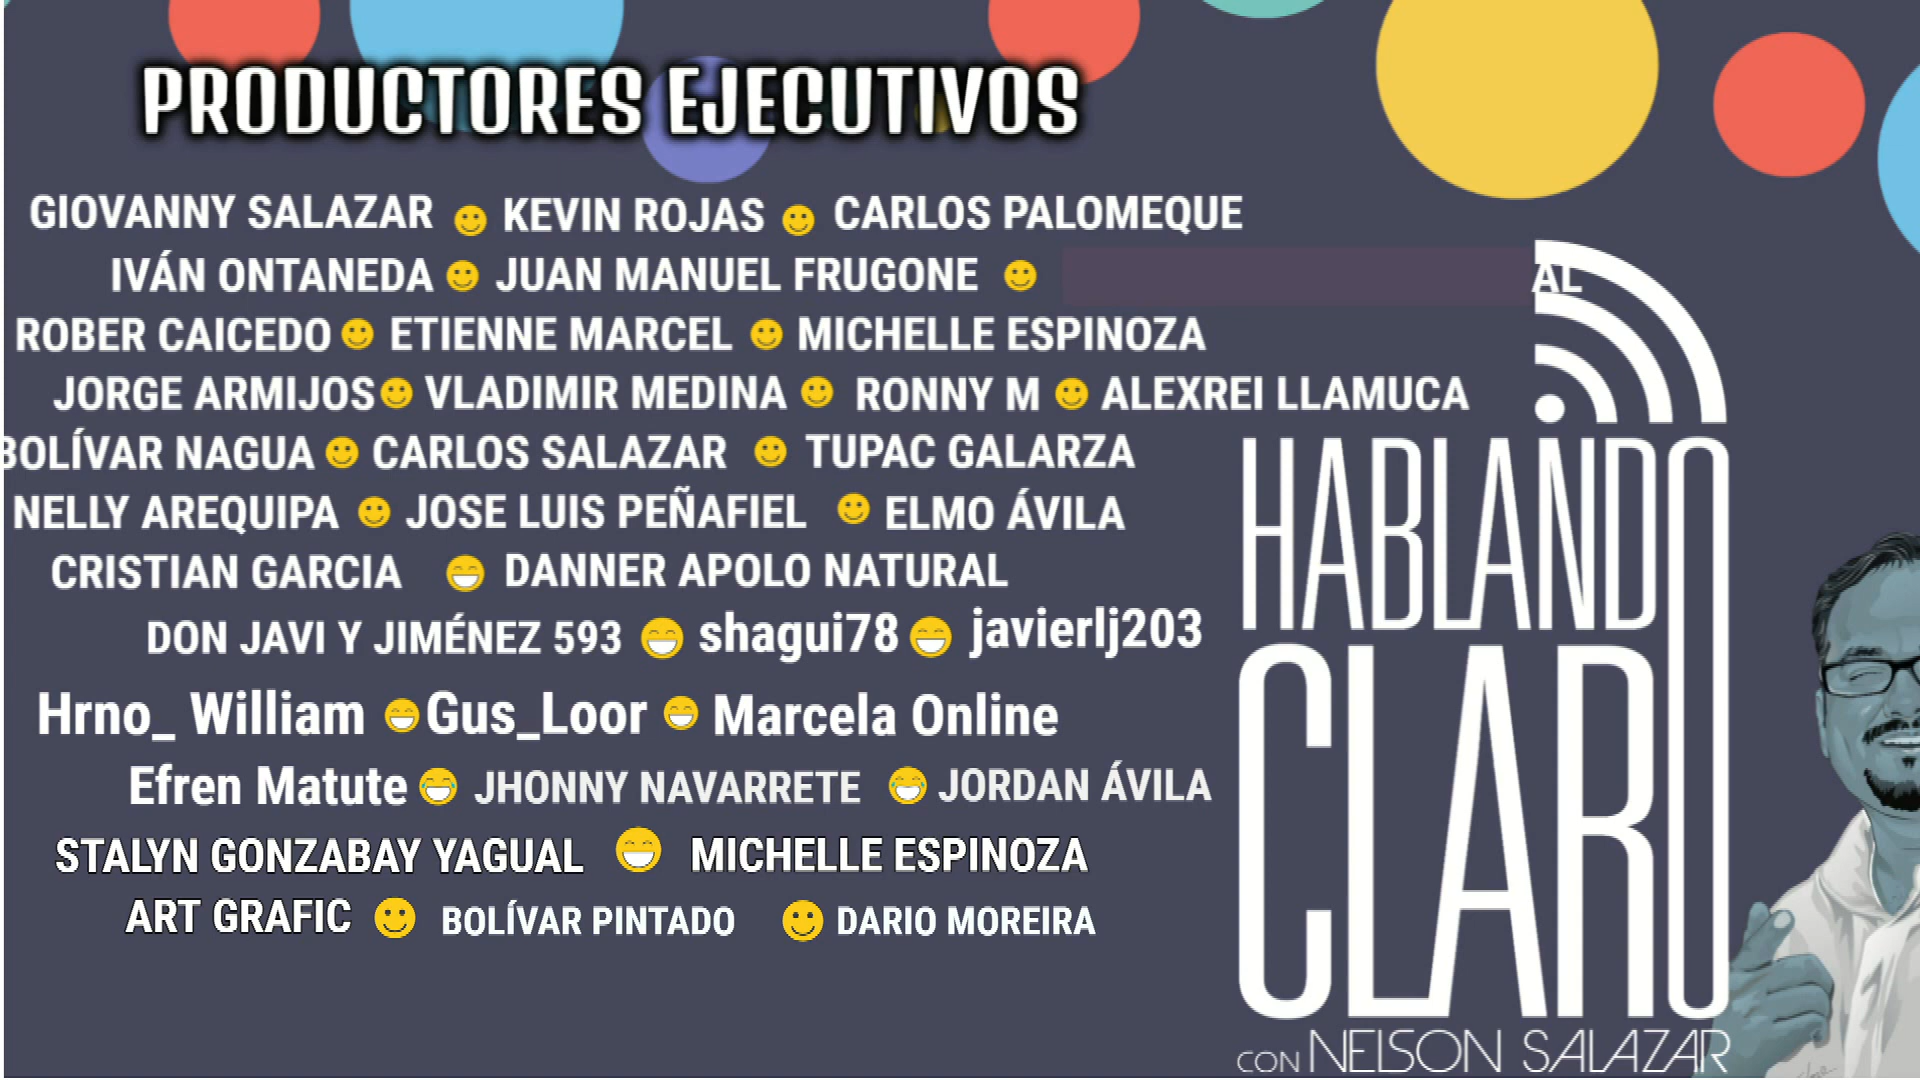 PRODUCTORES EJECUTIVOS
GIOVANNY SALAZAR KEVIN ROJAS CARLOS PALOMEQUE
IVÁN ONTANEDA JUAN MANUEL FRUGONE AL
ROBER CAICEDO ETIENNE MARCEL MICHELLE ESPINOZA
JORGE ARMIJOS VLADIMIR MEDINA RONNY M ALEXREI LLAMUCA
BOLÍVAR NAGUA CARLOS SALAZAR TUPAC GALARZA
NELLY AREQUIPA JOSE LUIS PEÑAFIEL ELMO ÁVILA
CRISTIAN GARCIA DANNER APOLO NATURAL
DON JAVI Y JIMÉNEZ 593 shagui78 javierlj203
Hrno_ William Gus_Loor Marcela Online
Efren Matute JHONNY NAVARRETE JORDAN ÁVILA
STALYN GONZABAY YAGUAL MICHELLE ESPINOZA
ART GRAFIC BOLÍVAR PINTADO DARIO MOREIRA
HABLANDO
CLARO
CON NELSON SALAZAR